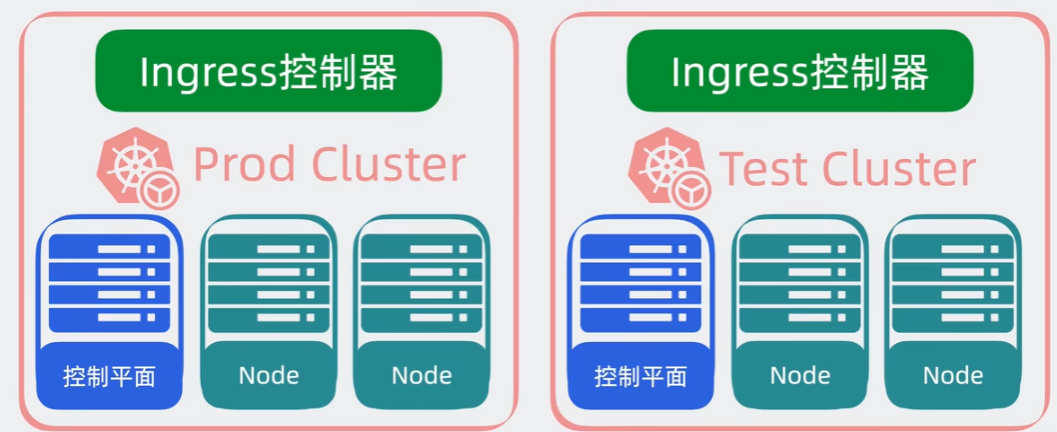 Ingress控制器
Prod Cluster
控制平面
Node
Node
Ingress控制器
Test Cluster
控制平面
Node
Node